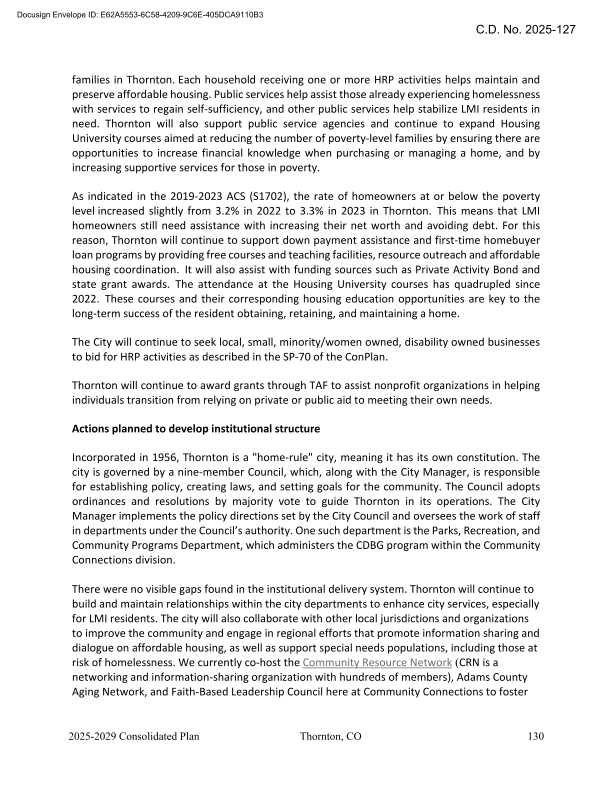 Docusign Envelope ID: E62A5553-6C58-4209-9C6E-405DCA9110B3
C.D. No. 2025-127
families in Thornton. Each household receiving one or more HRP activities helps maintain and
preserve affordable housing. Public services help assist those already experiencing homelessness
with services to regain self-sufficiency, and other public services help stabilize LMI residents in
need. Thornton will also support public service agencies and continue to expand Housing
University courses aimed at reducing the number of poverty-level families by ensuring there are
opportunities to increase financial knowledge when purchasing or managing a home, and by
increasing supportive services for those in poverty.
As indicated in the 2019-2023 ACS (S1702), the rate of homeowners at or below the poverty
level increased slightly from 3.2% in 2022 to 3.3% in 2023 in Thornton. This means that LMI
homeowners still need assistance with increasing their net worth and avoiding debt. For this
reason, Thornton will continue to support down payment assistance and first-time homebuyer
loan programs by providing free courses and teaching facilities, resource outreach and affordable
housing coordination. It will also assist with funding sources such as Private Activity Bond and
state grant awards. The attendance at the Housing University courses has quadrupled since
2022. These courses and their corresponding housing education opportunities are key to the
long-term success of the resident obtaining, retaining, and maintaining a home.
The City will continue to seek local, small, minority/women owned, disability owned businesses
to bid for HRP activities as described in the SP-70 of the ConPlan.
Thornton will continue to award grants through TAF to assist nonprofit organizations in helping
individuals transition from relying on private or public aid to meeting their own needs.
Actions planned to develop institutional structure
Incorporated in 1956, Thornton is a "home-rule" city, meaning it has its own constitution. The
city is governed by a nine-member Council, which, along with the City Manager, is responsible
for establishing policy, creating laws, and setting goals for the community. The Council adopts
ordinances and resolutions by majority vote to guide Thornton in its operations. The City
Manager implements the policy directions set by the City Council and oversees the work of staff
in departments under the Council’s authority. One such department is the Parks, Recreation, and
Community Programs Department, which administers the CDBG program within the Community
Connections division.
There were no visible gaps found in the institutional delivery system. Thornton will continue to
build and maintain relationships within the city departments to enhance city services, especially
for LMI residents. The city will also collaborate with other local jurisdictions and organizations
to improve the community and engage in regional efforts that promote information sharing and
dialogue on affordable housing, as well as support special needs populations, including those at
risk of homelessness. We currently co-host the Community Resource Network (CRN is a
networking and information-sharing organization with hundreds of members), Adams County
Aging Network, and Faith-Based Leadership Council here at Community Connections to foster
2025-2029 Consolidated Plan Thornton, CO 130